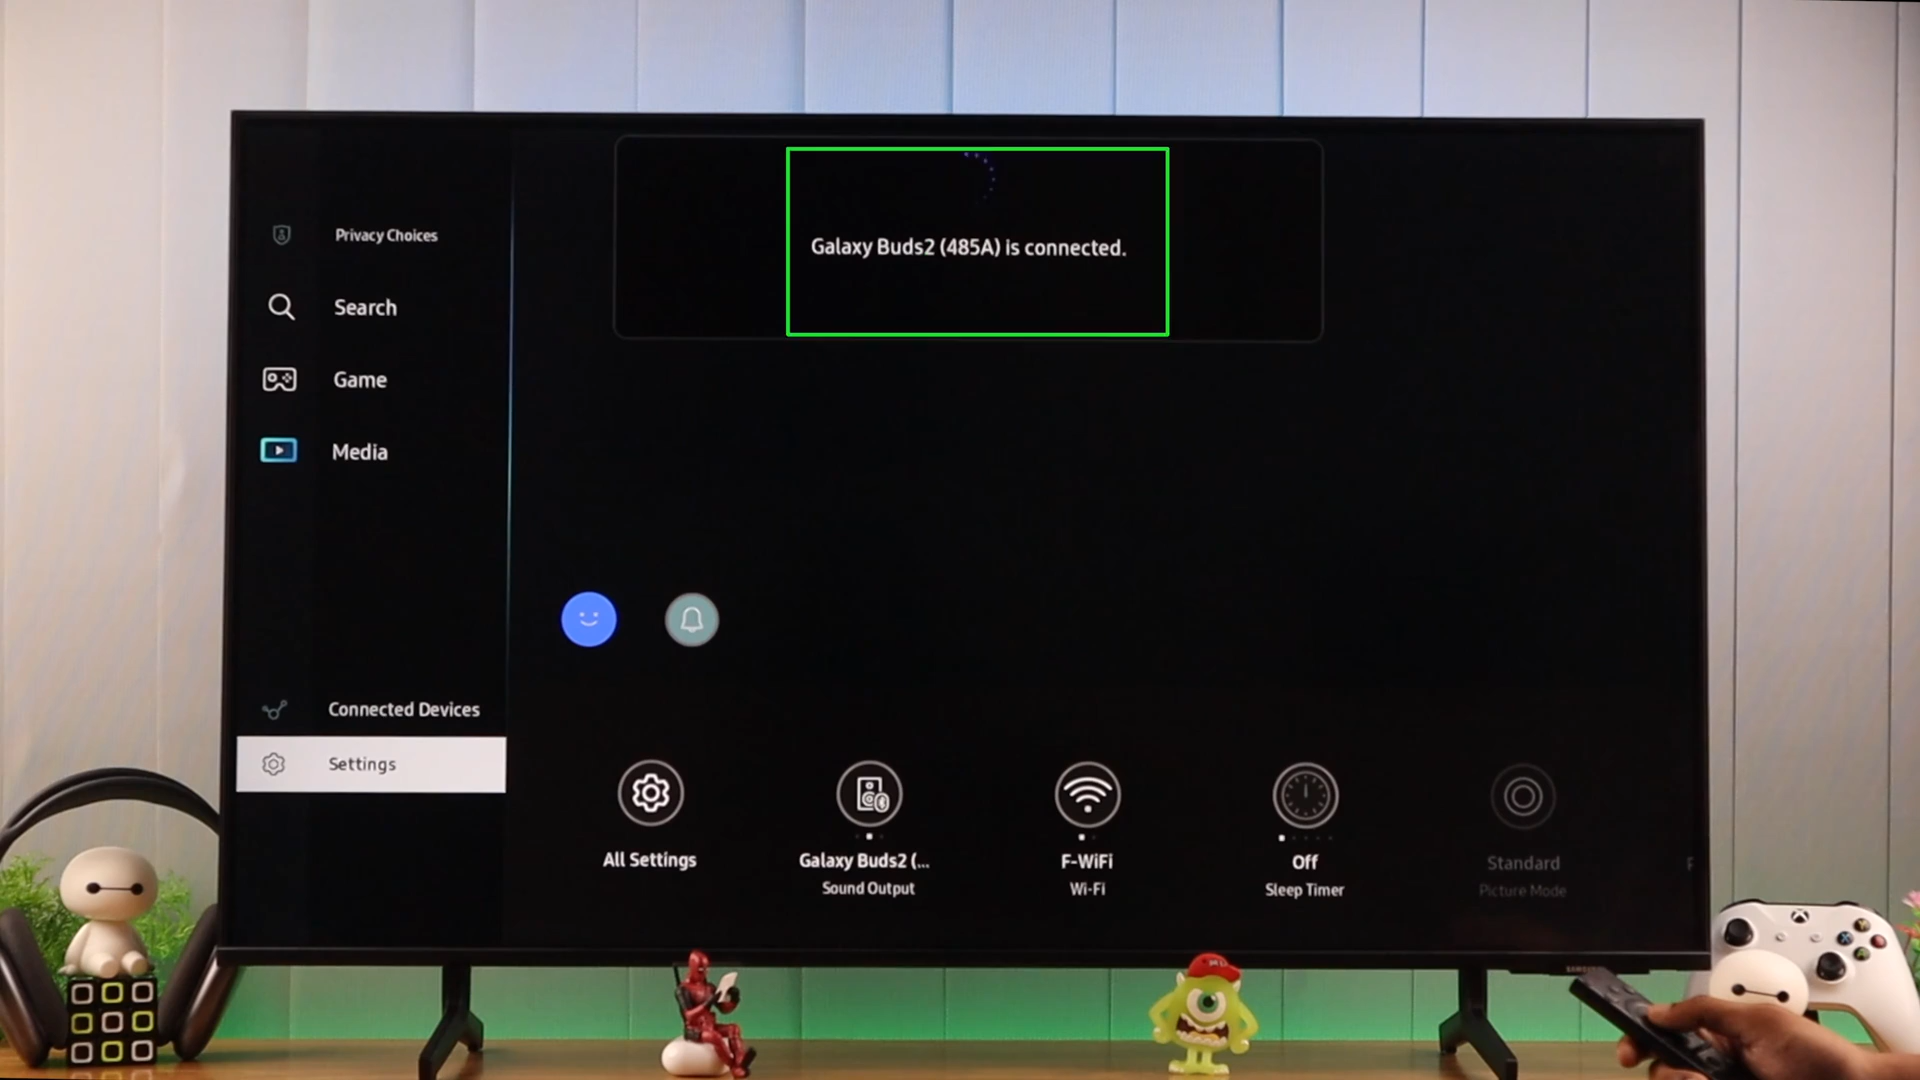 Privacy Choices
Search
Game
Media
Connected Devices
Settings
Galaxy Buds2 (485A) is connected.
All Settings
Galaxy Buds2 (...
Sound Output
F-WiFi
Wi-Fi
Off
Sleep Timer
Standard
Picture Mode
SAMSUNG